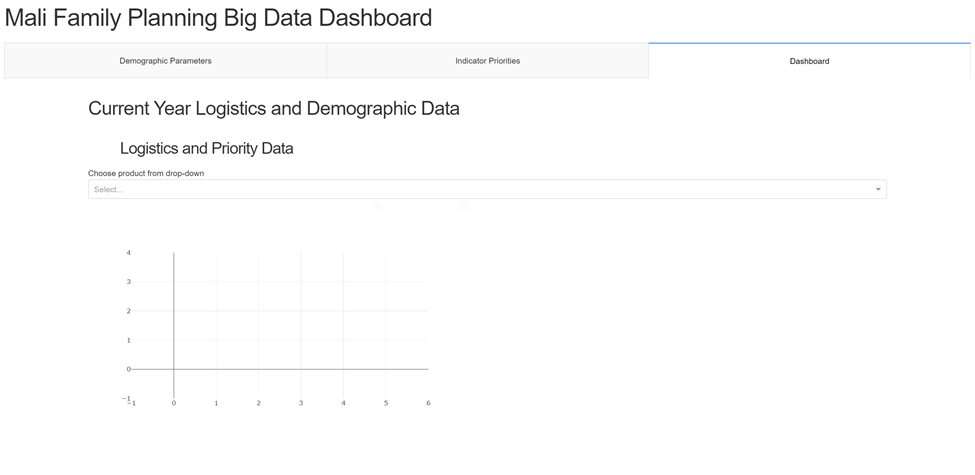 Mali Family Planning Big Data Dashboard
Demographic Parameters
Indicator Priorities
Dashboard
Current Year Logistics and Demographic Data
Logistics and Priority Data
Choose product from drop-down
Select...
4
3
2
1
0
−1
−1 0 1 2 3 4 5 6